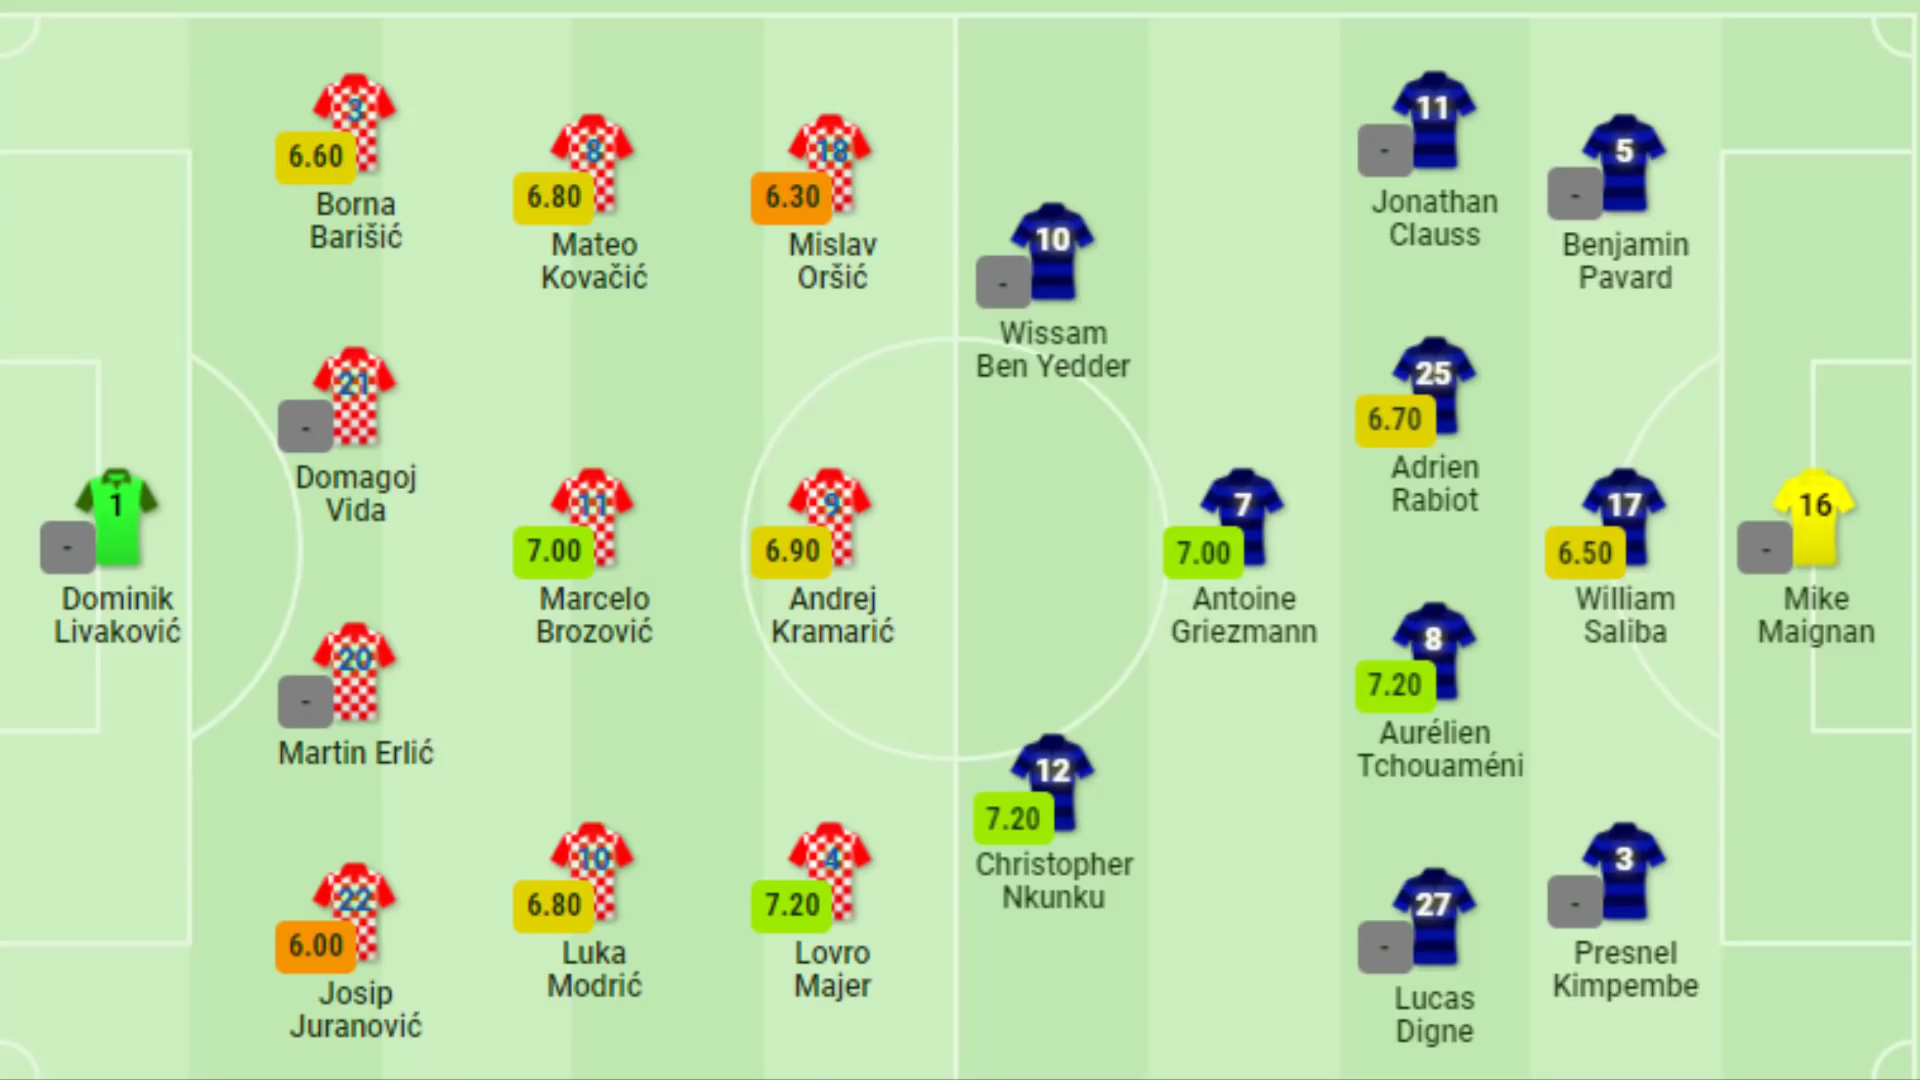 1
-
Dominik
Livaković
3
6.60
Borna
Barišić
21
-
Domagoj
Vida
20
-
Martin Erlić
22
6.00
Josip
Juranović
8
6.80
Mateo
Kovačić
11
7.00
Marcelo
Brozović
10
6.80
Luka
Modrić
18
6.30
Mislav
Oršić
9
6.90
Andrej
Kramarić
4
7.20
Lovro
Majer
10
-
Wissam
Ben Yedder
12
7.20
Christopher
Nkunku
7
7.00
Antoine
Griezmann
11
-
Jonathan
Clauss
25
6.70
Adrien
Rabiot
8
7.20
Aurélien
Tchouaméni
27
-
Lucas
Digne
5
-
Benjamin
Pavard
17
6.50
William
Saliba
3
-
Presnel
Kimpembe
16
-
Mike
Maignan